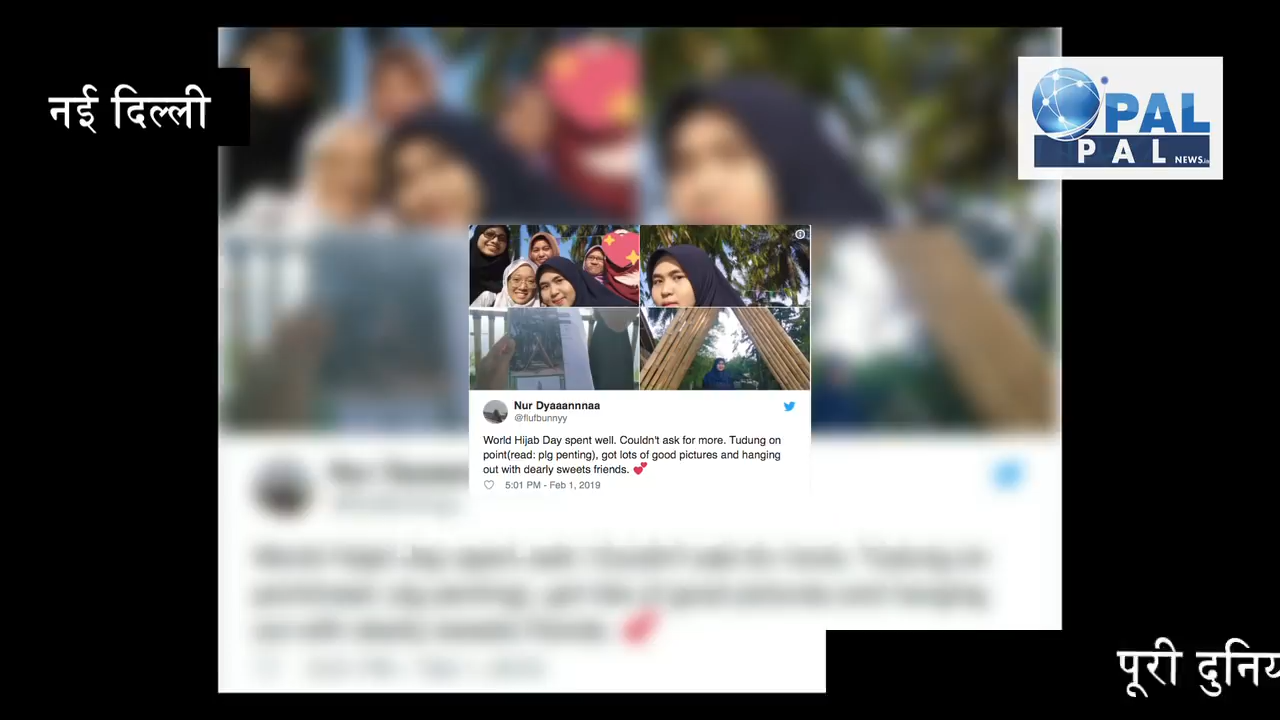 नई दिल्ली
PAL
PAL NEWS.in
Nur Dyaaannnaa
@flufbunnyy
World Hijab Day spent well. Couldn't ask for more. Tudung on
point(read: plg penting), got lots of good pictures and hanging
out with dearly sweets friends. 💕
5:01 PM - Feb 1, 2019
पूरी